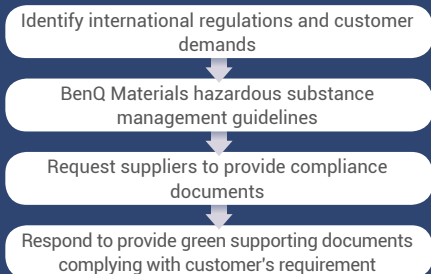 Identify international regulations and customer
demands
BenQ Materials hazardous substance
management guidelines
Request suppliers to provide compliance
documents
Respond to provide green supporting documents
complying with customer's requirement